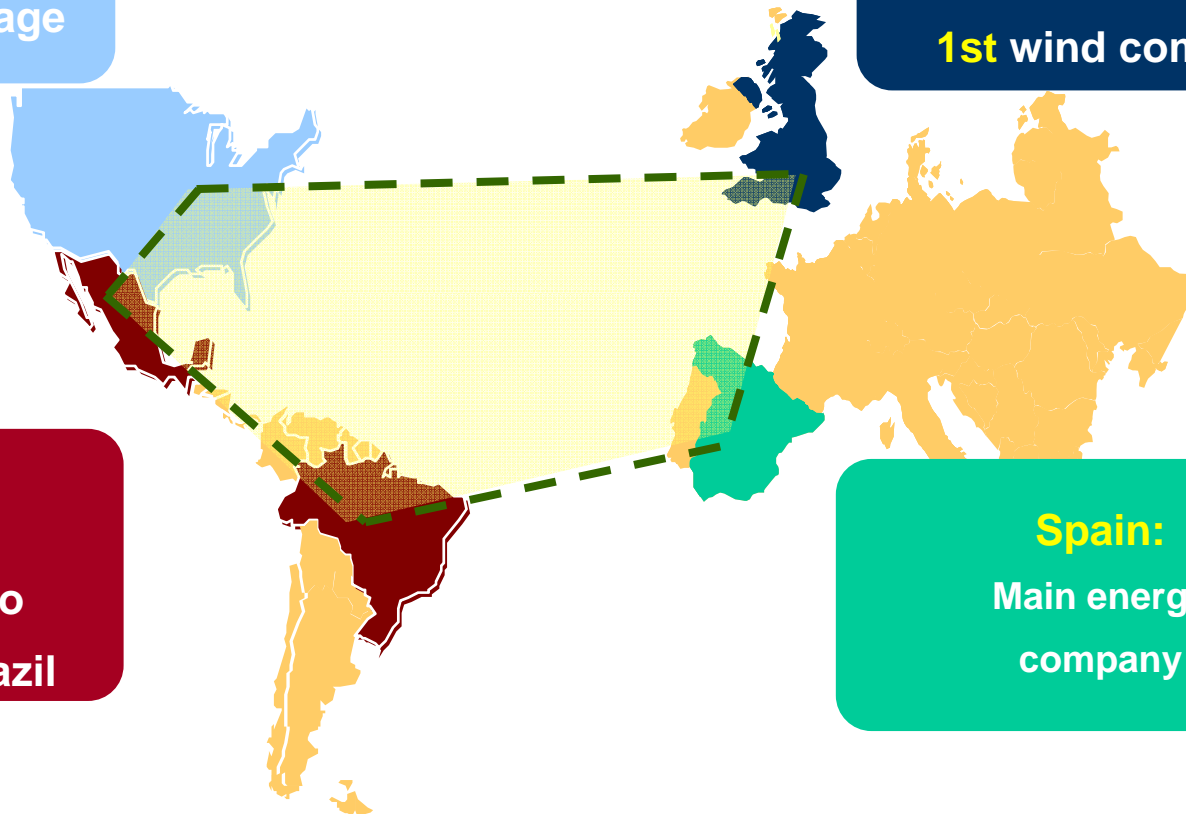 age
1st wind com
o
azil
Spain:
Main energ
company